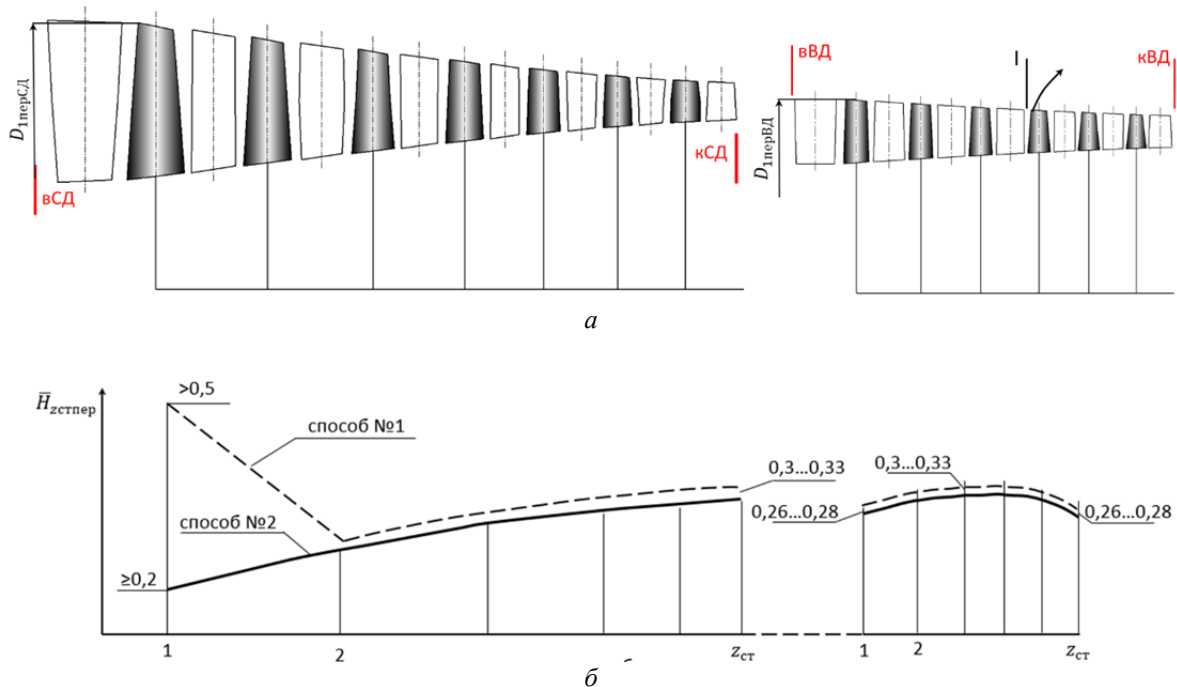 вВД
I
кВД
D₁перСД
D₁перВД
кСД
вСД
а
H̅zстпер
>0,5
способ №1
0,3...0,33
0,3...0,33
0,26...0,28
0,26...0,28
способ №2
≥0,2
1
2
zст
1
2
zст
б